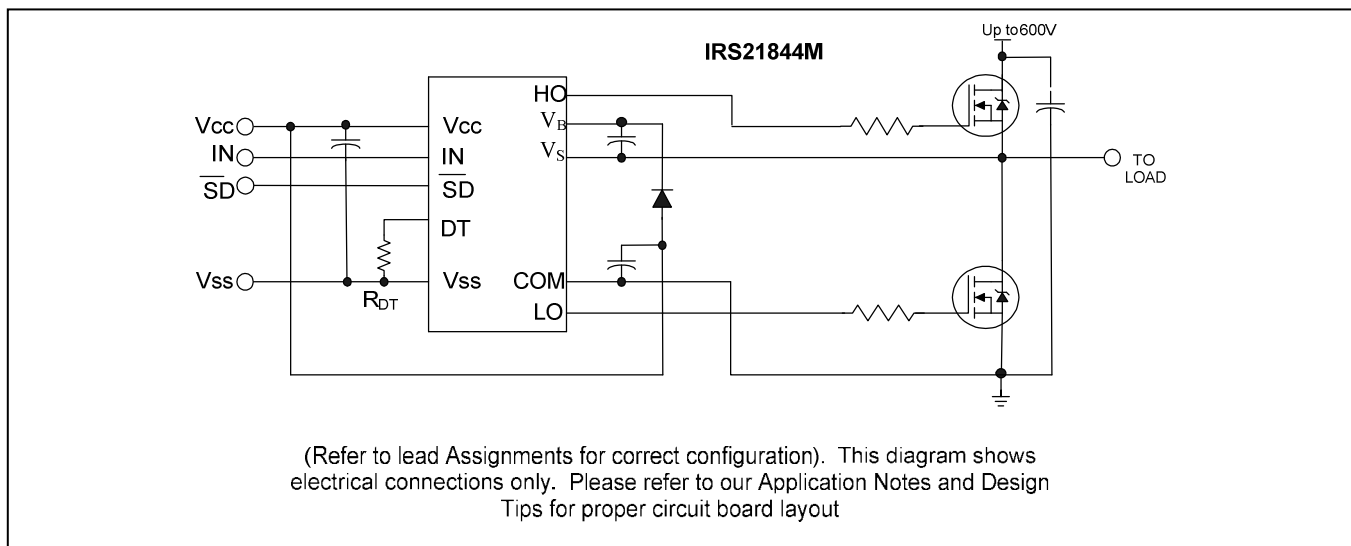 Up to 600V
IRS21844M
HO
Vcc
Vcc
VB
IN
IN
VS
TO
LOAD
SD
SD
DT
Vss
Vss
COM
RDT
LO
(Refer to lead Assignments for correct configuration). This diagram shows
electrical connections only. Please refer to our Application Notes and Design
Tips for proper circuit board layout